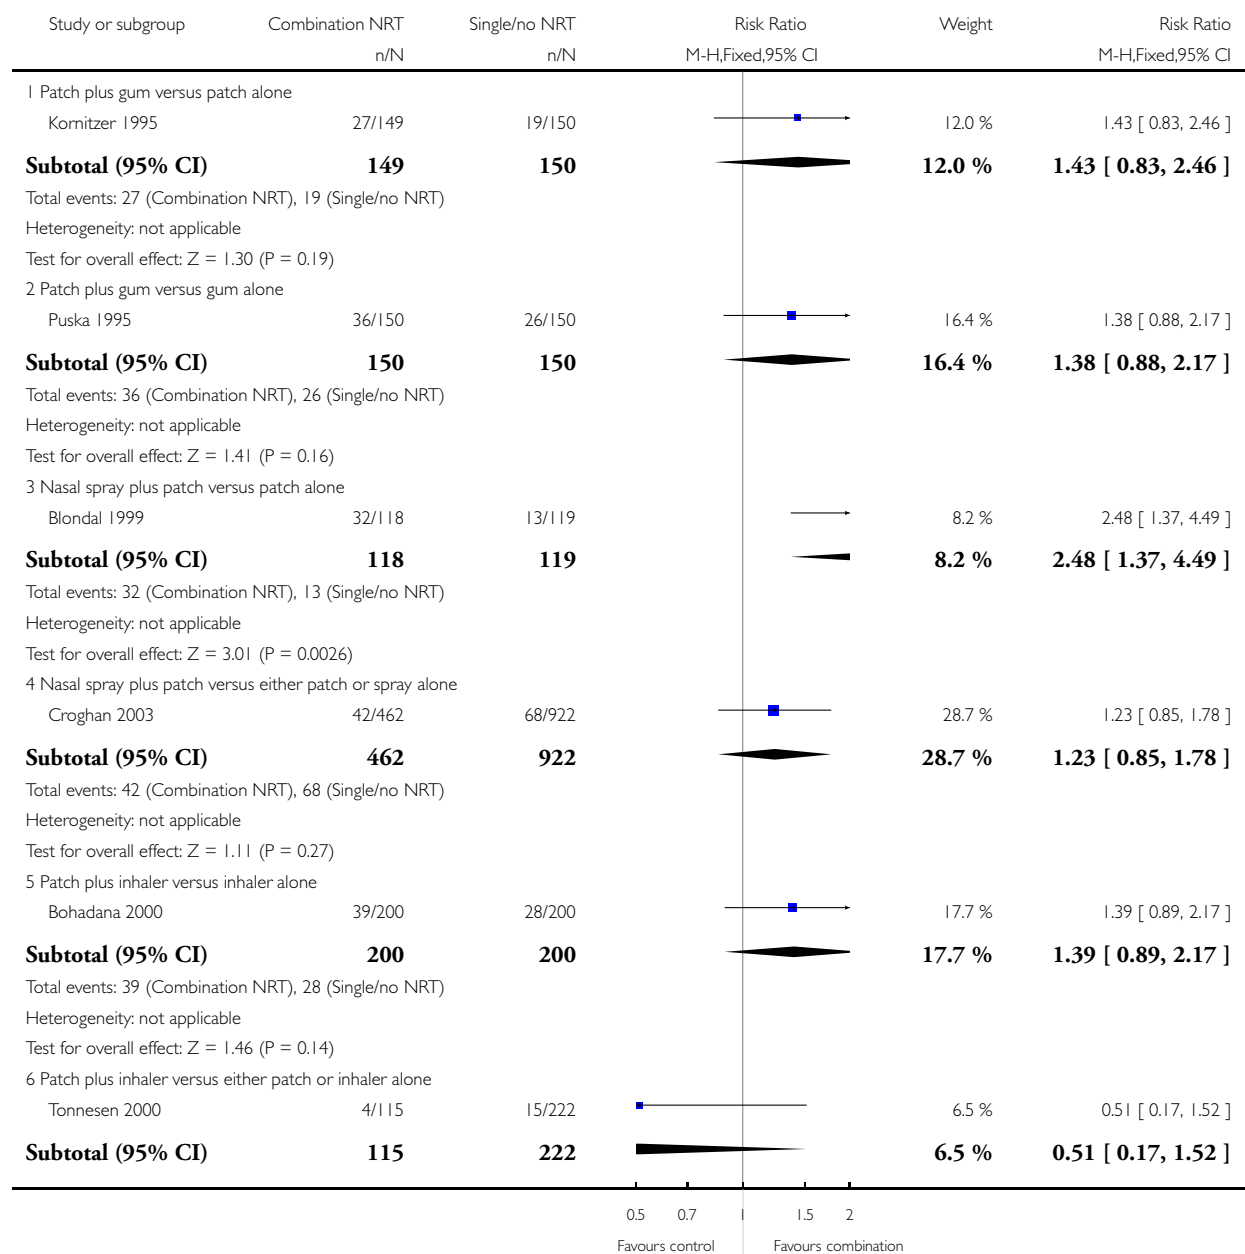 Study or subgroup Combination NRT Single/no NRT Risk Ratio Weight Risk Ratio
n/N n/N M-H,Fixed,95% CI M-H,Fixed,95% CI
1 Patch plus gum versus patch alone
Kornitzer 1995 27/149 19/150 12.0 % 1.43 [ 0.83, 2.46 ]
Subtotal (95% CI) 149 150 12.0 % 1.43 [ 0.83, 2.46 ]
Total events: 27 (Combination NRT), 19 (Single/no NRT)
Heterogeneity: not applicable
Test for overall effect: Z = 1.30 (P = 0.19)
2 Patch plus gum versus gum alone
Puska 1995 36/150 26/150 16.4 % 1.38 [ 0.88, 2.17 ]
Subtotal (95% CI) 150 150 16.4 % 1.38 [ 0.88, 2.17 ]
Total events: 36 (Combination NRT), 26 (Single/no NRT)
Heterogeneity: not applicable
Test for overall effect: Z = 1.41 (P = 0.16)
3 Nasal spray plus patch versus patch alone
Blondal 1999 32/118 13/119 8.2 % 2.48 [ 1.37, 4.49 ]
Subtotal (95% CI) 118 119 8.2 % 2.48 [ 1.37, 4.49 ]
Total events: 32 (Combination NRT), 13 (Single/no NRT)
Heterogeneity: not applicable
Test for overall effect: Z = 3.01 (P = 0.0026)
4 Nasal spray plus patch versus either patch or spray alone
Croghan 2003 42/462 68/922 28.7 % 1.23 [ 0.85, 1.78 ]
Subtotal (95% CI) 462 922 28.7 % 1.23 [ 0.85, 1.78 ]
Total events: 42 (Combination NRT), 68 (Single/no NRT)
Heterogeneity: not applicable
Test for overall effect: Z = 1.11 (P = 0.27)
5 Patch plus inhaler versus inhaler alone
Bohadana 2000 39/200 28/200 17.7 % 1.39 [ 0.89, 2.17 ]
Subtotal (95% CI) 200 200 17.7 % 1.39 [ 0.89, 2.17 ]
Total events: 39 (Combination NRT), 28 (Single/no NRT)
Heterogeneity: not applicable
Test for overall effect: Z = 1.46 (P = 0.14)
6 Patch plus inhaler versus either patch or inhaler alone
Tonnesen 2000 4/115 15/222 6.5 % 0.51 [ 0.17, 1.52 ]
Subtotal (95% CI) 115 222 6.5 % 0.51 [ 0.17, 1.52 ]
0.5 0.7 1 1.5 2
Favours control Favours combination